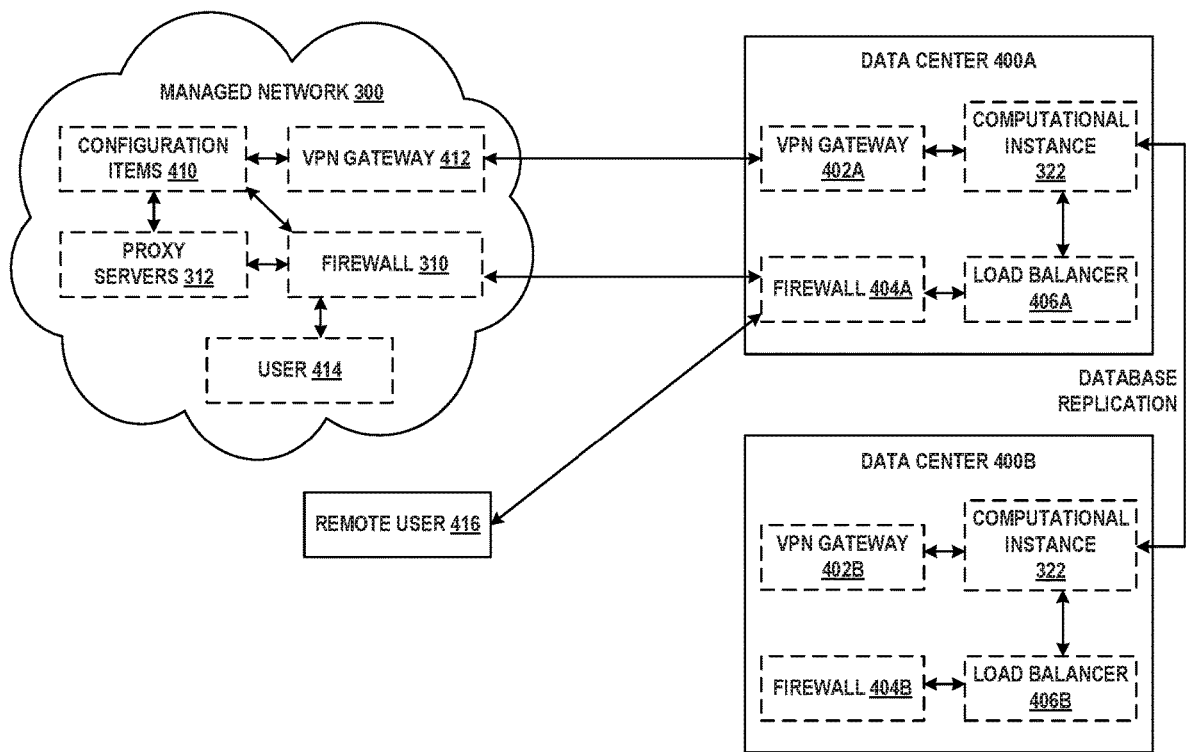 MANAGED NETWORK 300
CONFIGURATION
ITEMS 410
VPN GATEWAY 412
PROXY
SERVERS 312
FIREWALL 310
USER 414
REMOTE USER 416
DATA CENTER 400A
VPN GATEWAY
402A
COMPUTATIONAL
INSTANCE
322
FIREWALL 404A
LOAD BALANCER
406A
DATABASE
REPLICATION
DATA CENTER 400B
VPN GATEWAY
402B
COMPUTATIONAL
INSTANCE
322
FIREWALL 404B
LOAD BALANCER
406B